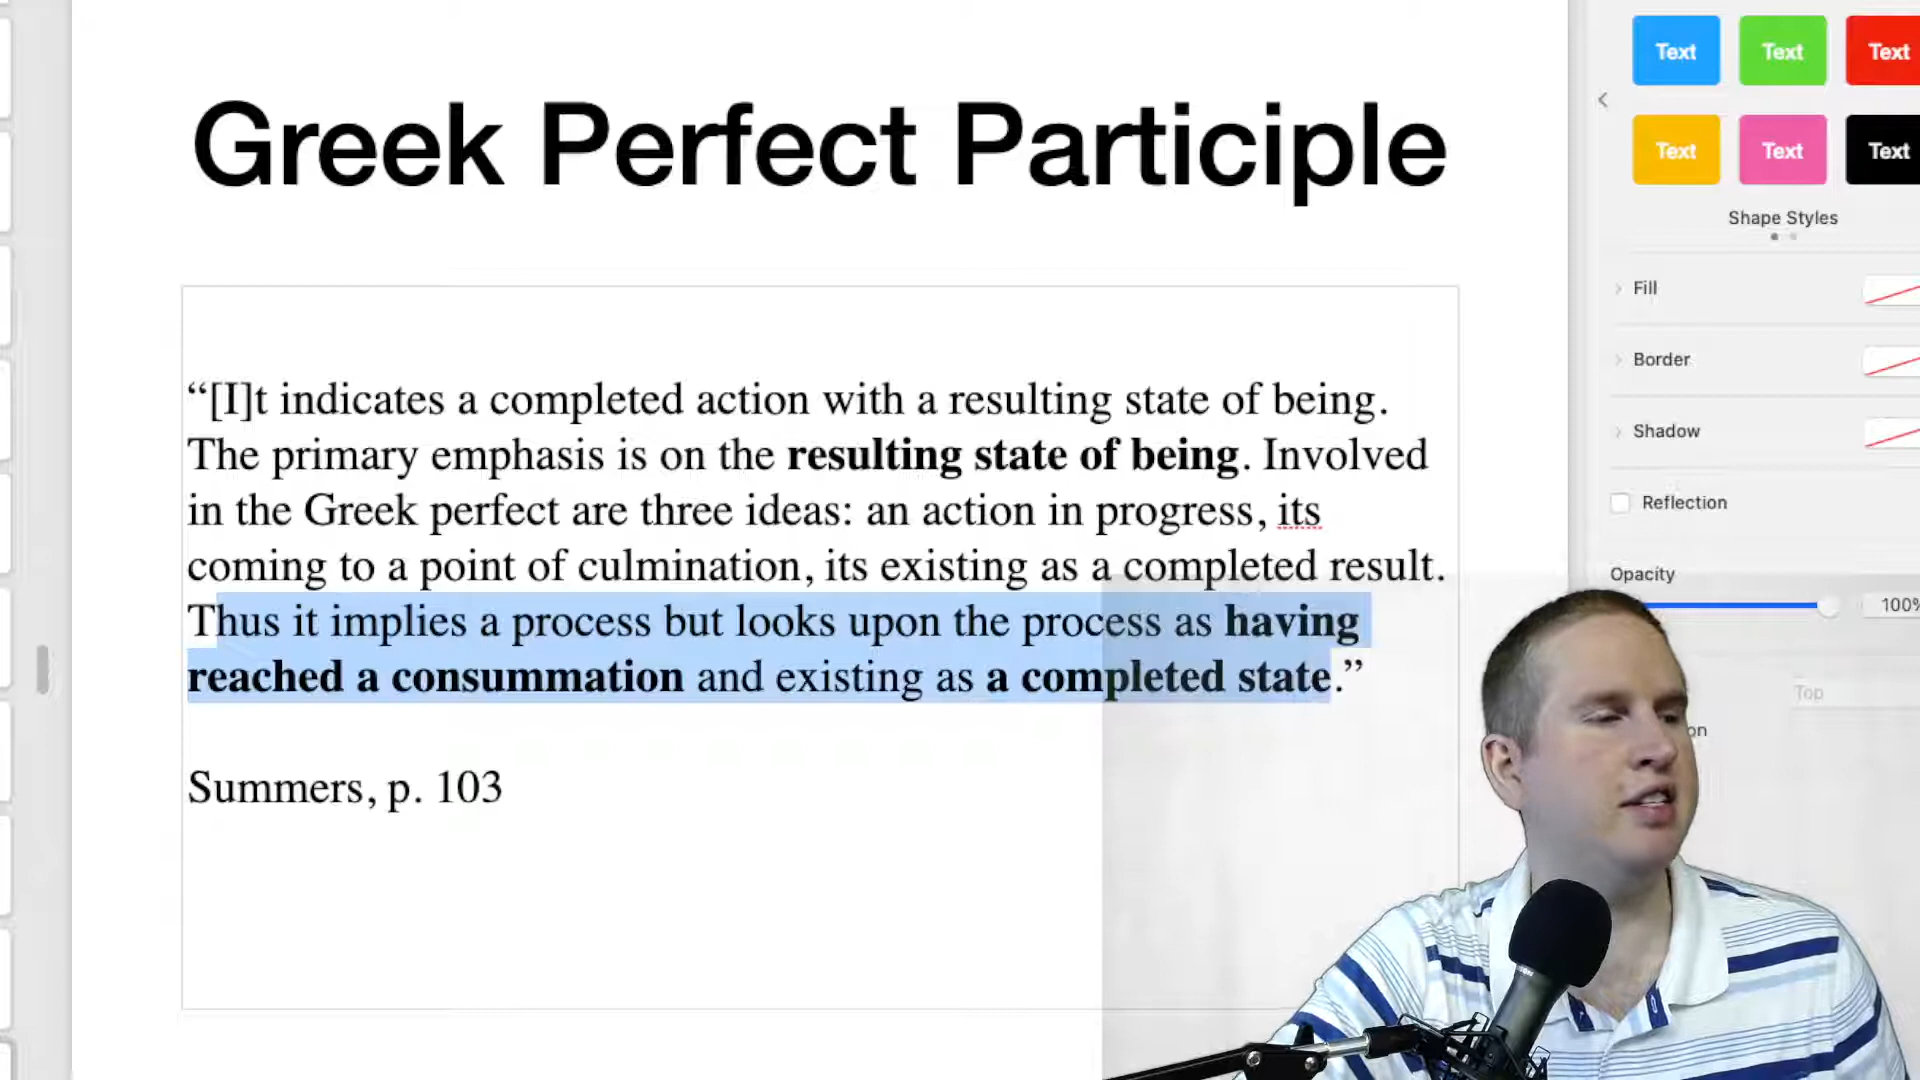 Greek Perfect Participle
“[I]t indicates a completed action with a resulting state of being.
The primary emphasis is on the resulting state of being. Involved
in the Greek perfect are three ideas: an action in progress, its
coming to a point of culmination, its existing as a completed result.
Thus it implies a process but looks upon the process as having
reached a consummation and existing as a completed state.”
Summers, p. 103
Text Text Text
Text Text Text
Shape Styles
Fill
Border
Shadow
Reflection
Opacity
100%
Top